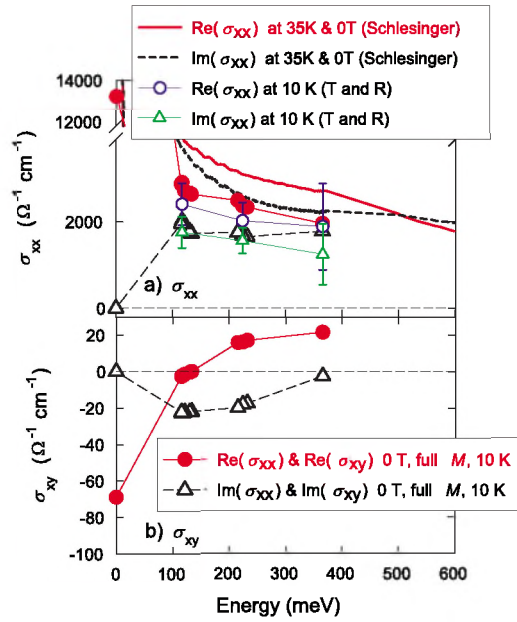 Re(σxx) at 35K & 0T (Schlesinger)
Im(σxx) at 35K & 0T (Schlesinger)
Re(σxx) at 10 K (T and R)
Im(σxx) at 10 K (T and R)
14000
12000
2000
0
σxx (Ω⁻¹ cm⁻¹)
a) σxx
20
0
-20
-40
-60
-80
-100
σxy (Ω⁻¹ cm⁻¹)
Re(σxx) & Re(σxy) 0 T, full M, 10 K
Im(σxx) & Im(σxy) 0 T, full M, 10 K
b) σxy
0 100 200 300 400 500 600
Energy (meV)